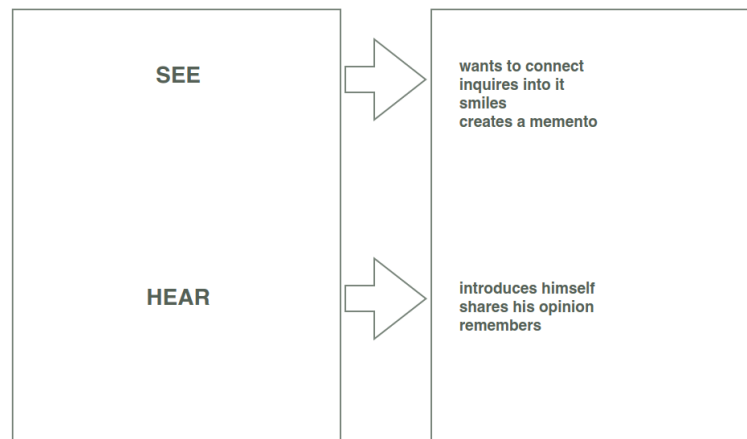 SEE
wants to connect
inquires into it
smiles
creates a memento
HEAR
introduces himself
shares his opinion
remembers